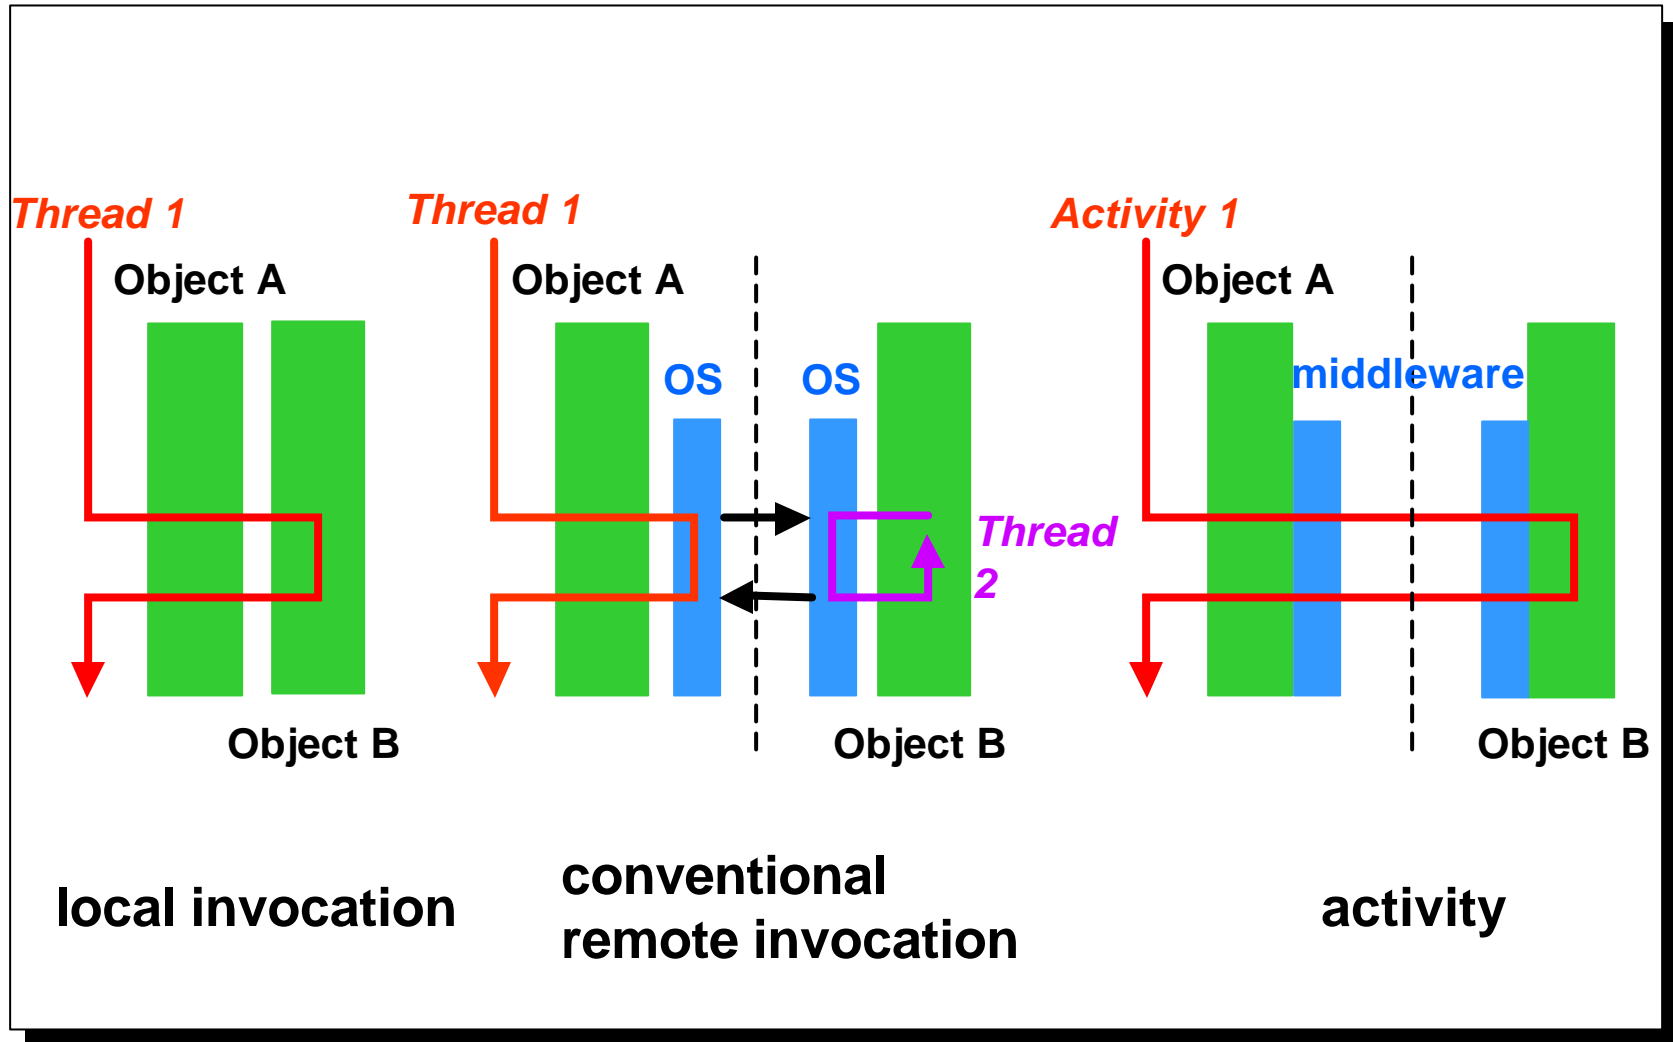 Thread 1
Object A
Object B
local invocation
Thread 1
Object A
OS
OS
Thread
2
Object B
conventional
remote invocation
Activity 1
Object A
middleware
Object B
activity